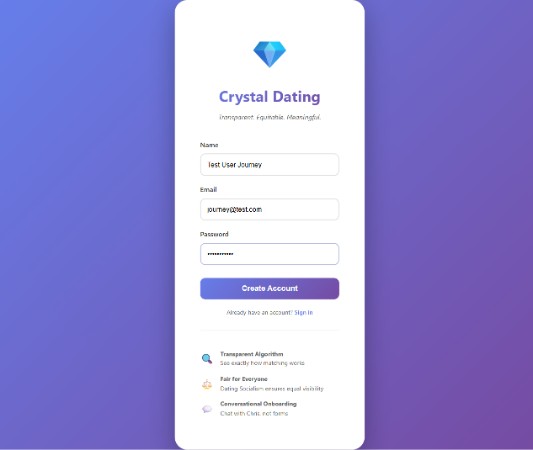 Crystal Dating
Transparent. Equitable. Meaningful.
Name
Test User Journey
Email
journey@test.com
Password
•••••••••••
Create Account
Already have an account? Sign In
Transparent Algorithm
See exactly how matching works
Fair for Everyone
Dating Socialism ensures equal visibility
Conversational Onboarding
Chat with Chris, not forms